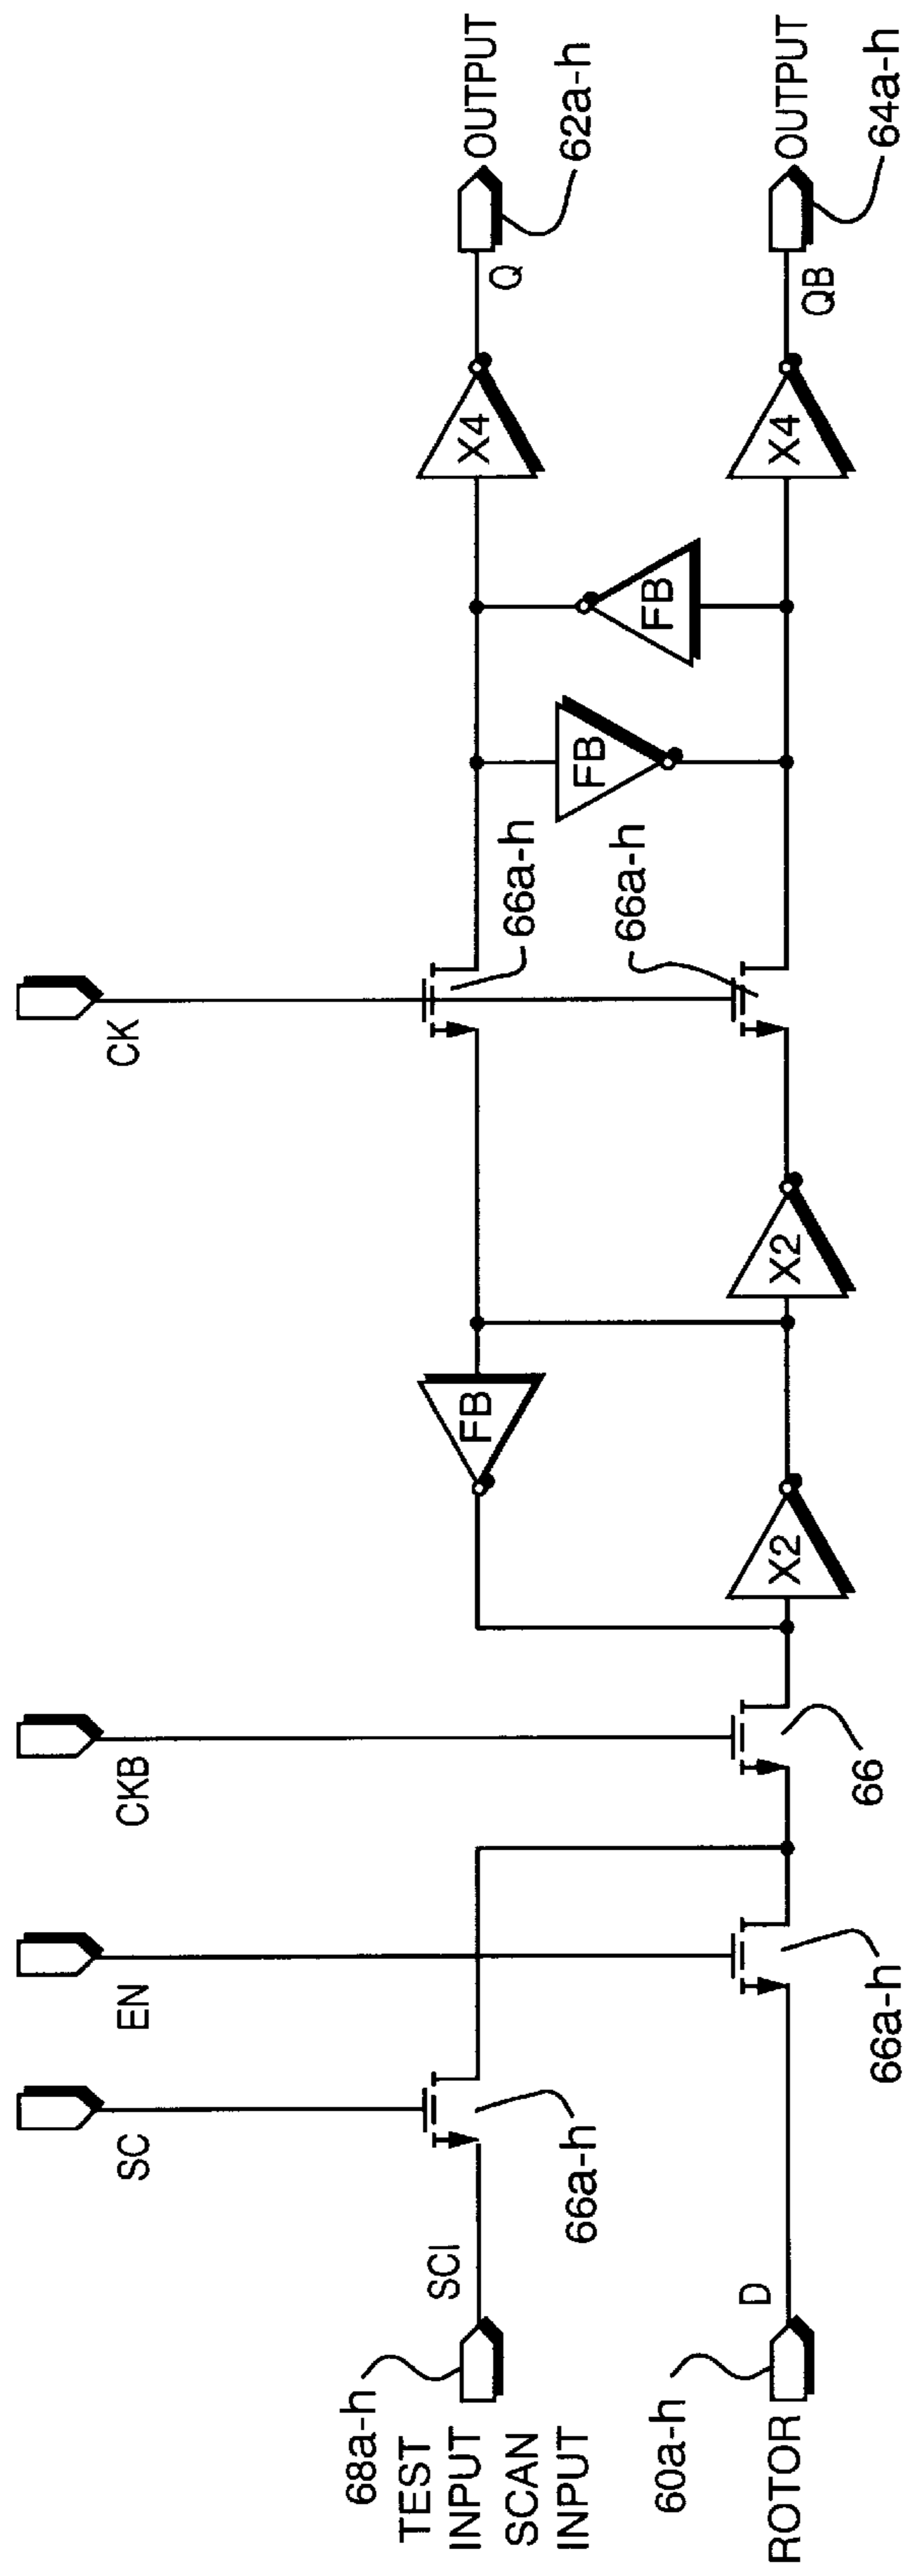 SC
EN
CKB
CK
68a-h
TEST
INPUT
SCAN
INPUT
SCI
66a-h
FB
66a-h
FB
FB
X4
Q
OUTPUT
62a-h
60a-h
ROTOR
D
66a-h
66
X2
X2
66a-h
X4
QB
OUTPUT
64a-h